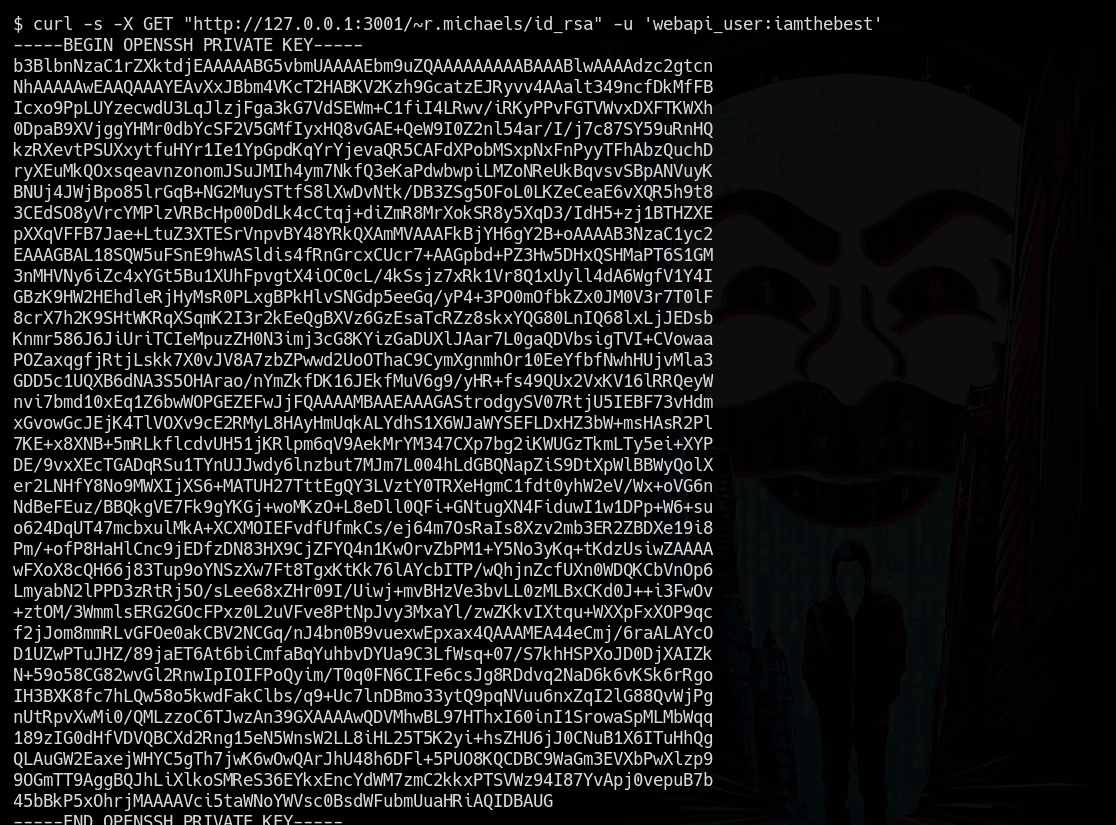 $ curl -s -X GET "http://127.0.0.1:3001/~r.michaels/id_rsa" -u 'webapi_user:iamthebest'
-----BEGIN OPENSSH PRIVATE KEY-----
b3BlbnNzaC1rZXktdjEAAAAABG5vbmUAAAAEbm9uZQAAAAAAAAABAAABlwAAAAdzc2gtcn
NhAAAAAwEAAQAAAYEAvXxJBbm4VKcT2HABKV2Kzh9GcatzEJRyvv4AAalt349ncfDkMfFB
Icxo9PpLUYzecwdU3LqJlzjFga3kG7VdSEWm+C1fiI4LRwv/iRKyPPvFGTVWvxDXFTKWXh
0DpaB9XVjggYHMr0dbYcSF2V5GMfIyxHQ8vGAE+QeW9I0Z2nl54ar/I/j7c87SY59uRnHQ
kzRXevtPSUXxytfuHYr1Ie1YpGpdKqYrYjevaQR5CAFdXPobMSxpNxFnPyyTFhAbzQuchD
ryXEuMkQOxsqeavnzonomJSuJMIh4ym7NkfQ3eKaPdwbwpiLMZoNReUkBqvsvSBpANVuyK
BNUj4JWjBpo85lrGqB+NG2MuySTtfS8lXwDvNtk/DB3ZSg5OFoL0LKZeCeaE6vXQR5h9t8
3CEdSO8yVrcYMPlzVRBcHp00DdLk4cCtqj+diZmR8MrXokSR8y5XqD3/IdH5+zj1BTHZXE
pXXqVFFB7Jae+LtuZ3XTESrVnpvBY48YRkQXAmMVAAAFkBjYH6gY2B+oAAAAB3NzaC1yc2
EAAAGBAL18SQW5uFSnE9hwASldis4fRnGrcxCUcr7+AAGpbd+PZ3Hw5DHxQSHMaPT6S1GM
3nMHVNy6iZc4xYGt5Bu1XUhFpvgtX4iOC0cL/4kSsjz7xRk1Vr8Q1xUyll4dA6WgfV1Y4I
GBzK9HW2HEhdleRjHyMsR0PLxgBPkHlvSNGdp5eeGq/yP4+3PO0mOfbkZx0JM0V3r7T0lF
8crX7h2K9SHtWKRqXSqmK2I3r2kEeQgBXVz6GzEsaTcRZz8skxYQG80LnIQ68lxLjJEDsb
Knmr586J6JiUriTCIeMpuzZH0N3imj3cG8KYizGaDUXlJAar7L0gaQDVbsigTVI+CVowaa
POZaxqgfjRtjLskk7X0vJV8A7zbZPwwd2UoOThaC9CymXgnmhOr10EeYfbfNwhHUjvMla3
GDD5c1UQXB6dNA3S5OHArao/nYmZkfDK16JEkfMuV6g9/yHR+fs49QUx2VxKV16lRRQeyW
nvi7bmd10xEq1Z6bwWOPGEZEFwJjFQAAAAMBAAEAAAGAStrodgySV07RtjU5IEBF73vHdm
xGvowGcJEjK4TlVOXv9cE2RMyL8HAyHmUqkALYdhS1X6WJaWYSEFLDxHZ3bW+msHAsR2Pl
7KE+x8XNB+5mRLkflcdvUH51jKRlpm6qV9AekMrYM347CXp7bg2iKWUGzTkmLTy5ei+XYP
DE/9vxXEcTGADqRSu1TYnUJJwdy6lnzbut7MJm7L004hLdGBQNapZiS9DtXpWlBBWyQolX
er2LNHfY8No9MWXIjXS6+MATUH27TttEgQY3LVztY0TRXeHgmC1fdt0yhW2eV/Wx+oVG6n
NdBeFEuz/BBQkgVE7Fk9gYKGj+woMKzO+L8eDll0QFi+GNtugXN4FiduwI1w1DPp+W6+su
o624DqUT47mcbxulMkA+XCXMOIEFvdfUfmkCs/ej64m7OsRaIs8Xzv2mb3ER2ZBDXe19i8
Pm/+ofP8HaHlCnc9jEDfzDN83HX9CjZFYQ4n1KwOrvZbPM1+Y5No3yKq+tKdzUsiwZAAAA
wFXoX8cQH66j83Tup9oYNSzXw7Ft8TgxKtKk76lAYcbITP/wQhjnZcfUXn0WDQKCbVnOp6
LmyabN2lPPD3zRtRj5O/sLee68xZHr09I/Uiwj+mvBHzVe3bvLL0zMLBxCKd0J++i3FwOv
+ztOM/3WmmlsERG2GOcFPxz0L2uVFve8PtNpJvy3MxaYl/zwZKkvIXtqu+WXXpFxXOP9qc
f2jJom8mmRLvGFOe0akCBV2NCGq/nJ4bn0B9vuexwEpxax4QAAAMEA44eCmj/6raALAYcO
D1UZwPTuJHZ/89jaET6At6biCmfaBqYuhbvDYUa9C3LfWsq+07/S7khHSPXoJD0DjXAIZk
N+59o58CG82wvGl2RnwIpIOIFPoQyim/T0q0FN6CIFe6csJg8RDdvq2NaD6k6vKSk6rRgo
IH3BXK8fc7hLQw58o5kwdFakClbs/q9+Uc7lnDBmo33ytQ9pqNVuu6nxZqI2lG88QvWjPg
nUtRpvXwMi0/QMLzzoC6TJwzAn39GXAAAAwQDVMhwBL97HThxI60inI1SrowaSpMLMbWqq
189zIG0dHfVDVQBCXd2Rng15eN5WnsW2LL8iHL25T5K2yi+hsZHU6jJ0CNuB1X6ITuHhQg
QLAuGW2EaxejWHYC5gTh7jwK6wOwQArJhU48h6DFl+5PUO8KQCDBC9WaGm3EVXbPwXlzp9
9OGmTT9AggBQJhLiXlkoSMReS36EYkxEncYdWM7zmC2kkxPTSVWz94I87YvApj0vepuB7b
45bBkP5xOhrjMAAAAVci5taWNoYWVsc0BsdWFubmUuaHRiAQIDBAUG
-----END OPENSSH PRIVATE KEY-----